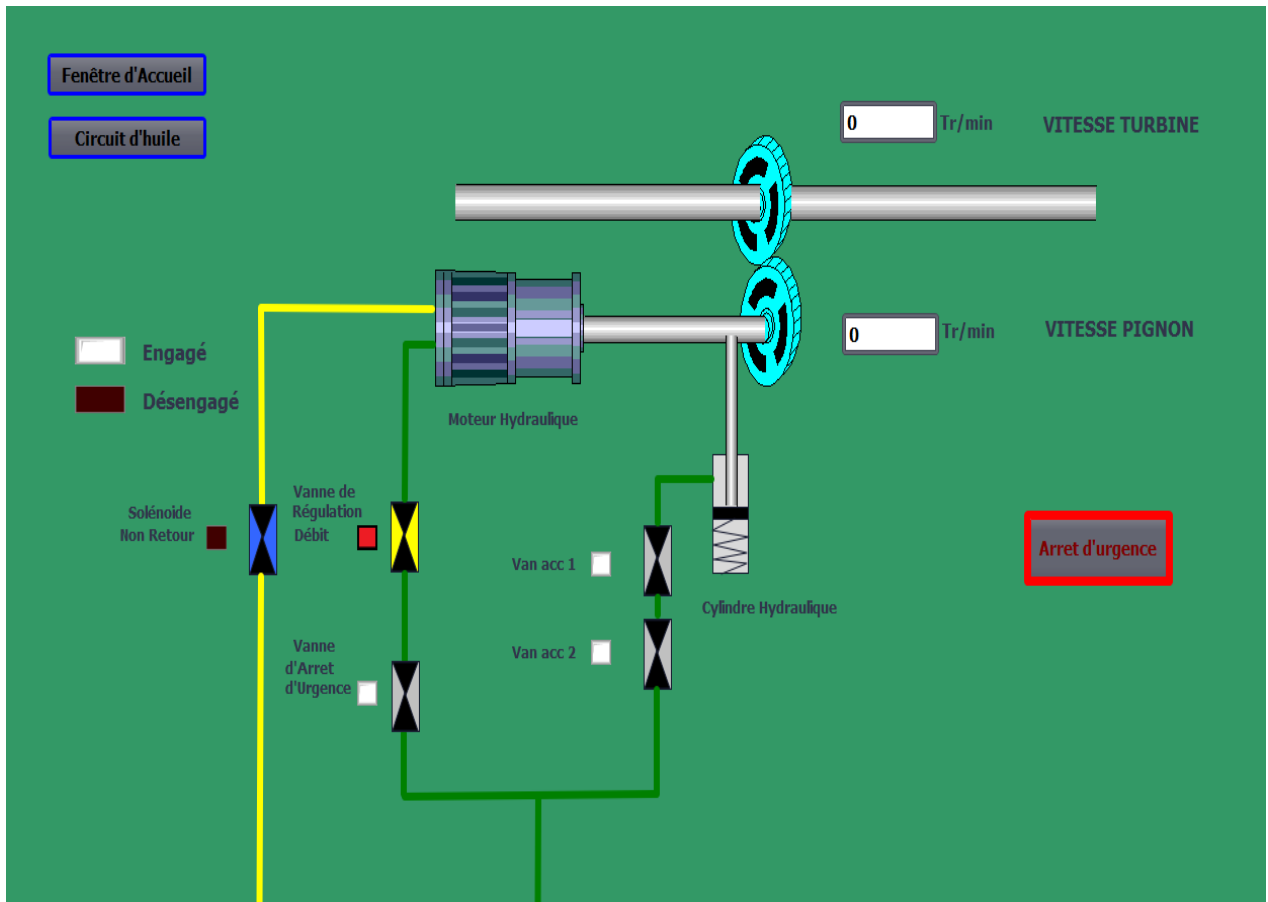 Fenêtre d'Accueil
Circuit d'huile
0 Tr/min VITESSE TURBINE
0 Tr/min VITESSE PIGNON
Engagé
Désengagé
Moteur Hydraulique
Solénoide
Non Retour
Vanne de
Régulation
Débit
Van acc 1
Cylindre Hydraulique
Van acc 2
Vanne
d'Arret
d'Urgence
Arret d'urgence